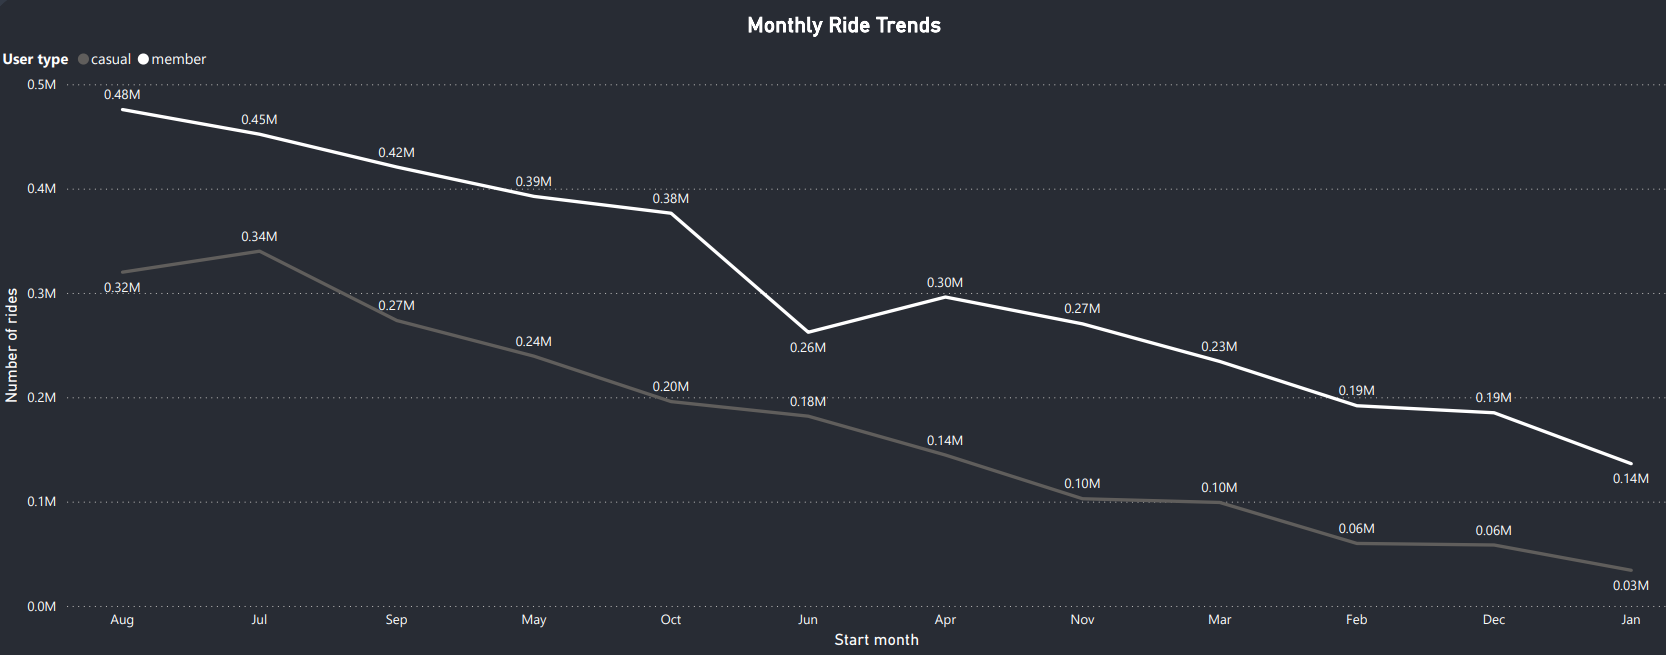 Monthly Ride Trends
User type casual member
0.5M
0.4M
0.3M
0.2M
0.1M
0.0M
Number of rides
0.48M
0.45M
0.42M
0.39M
0.38M
0.26M
0.30M
0.27M
0.23M
0.19M
0.19M
0.14M
0.32M
0.34M
0.27M
0.24M
0.20M
0.18M
0.14M
0.10M
0.10M
0.06M
0.06M
0.03M
Aug Jul Sep May Oct Jun Apr Nov Mar Feb Dec Jan
Start month